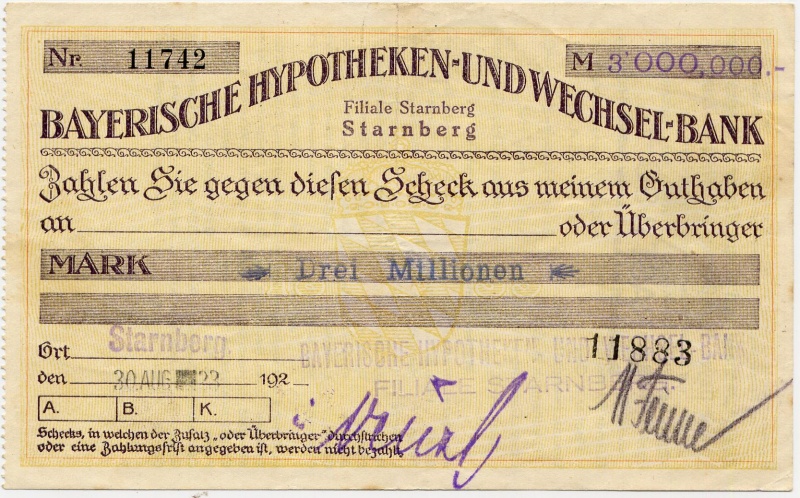 Nr. 11742
M 3'000,000.-
BAYERISCHE HYPOTHEKEN- UND WECHSEL-BANK
Filiale Starnberg
Starnberg
Zahlen Sie gegen diesen Scheck aus meinem Guthaben
an oder Überbringer
MARK Drei Millionen
Ort Starnberg.
BAYERISCHE HYPOTHEKEN- UND WECHSEL-BANK
11883
den 30.AUG. 23 192
FILIALE STARNBERG.
A. B. K.
Schecks, in welchen der Zusatz „oder Überbringer" durchstrichen
oder eine Zahlungsfrist angegeben ist, werden nicht bezahlt.